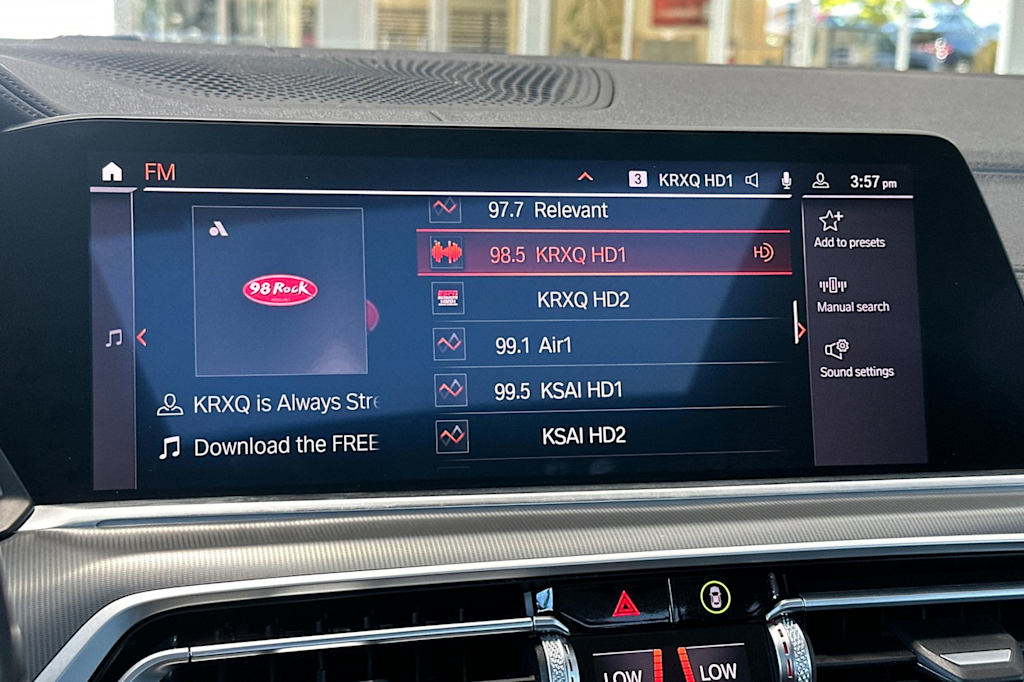 FM
3 KRXQ HD1
3:57 pm
98 Rock
KRXQ is Always Stre
Download the FREE
97.7 Relevant
98.5 KRXQ HD1 HD
KRXQ HD2
99.1 Air1
99.5 KSAI HD1
KSAI HD2
Add to presets
Manual search
Sound settings
LOW
LOW